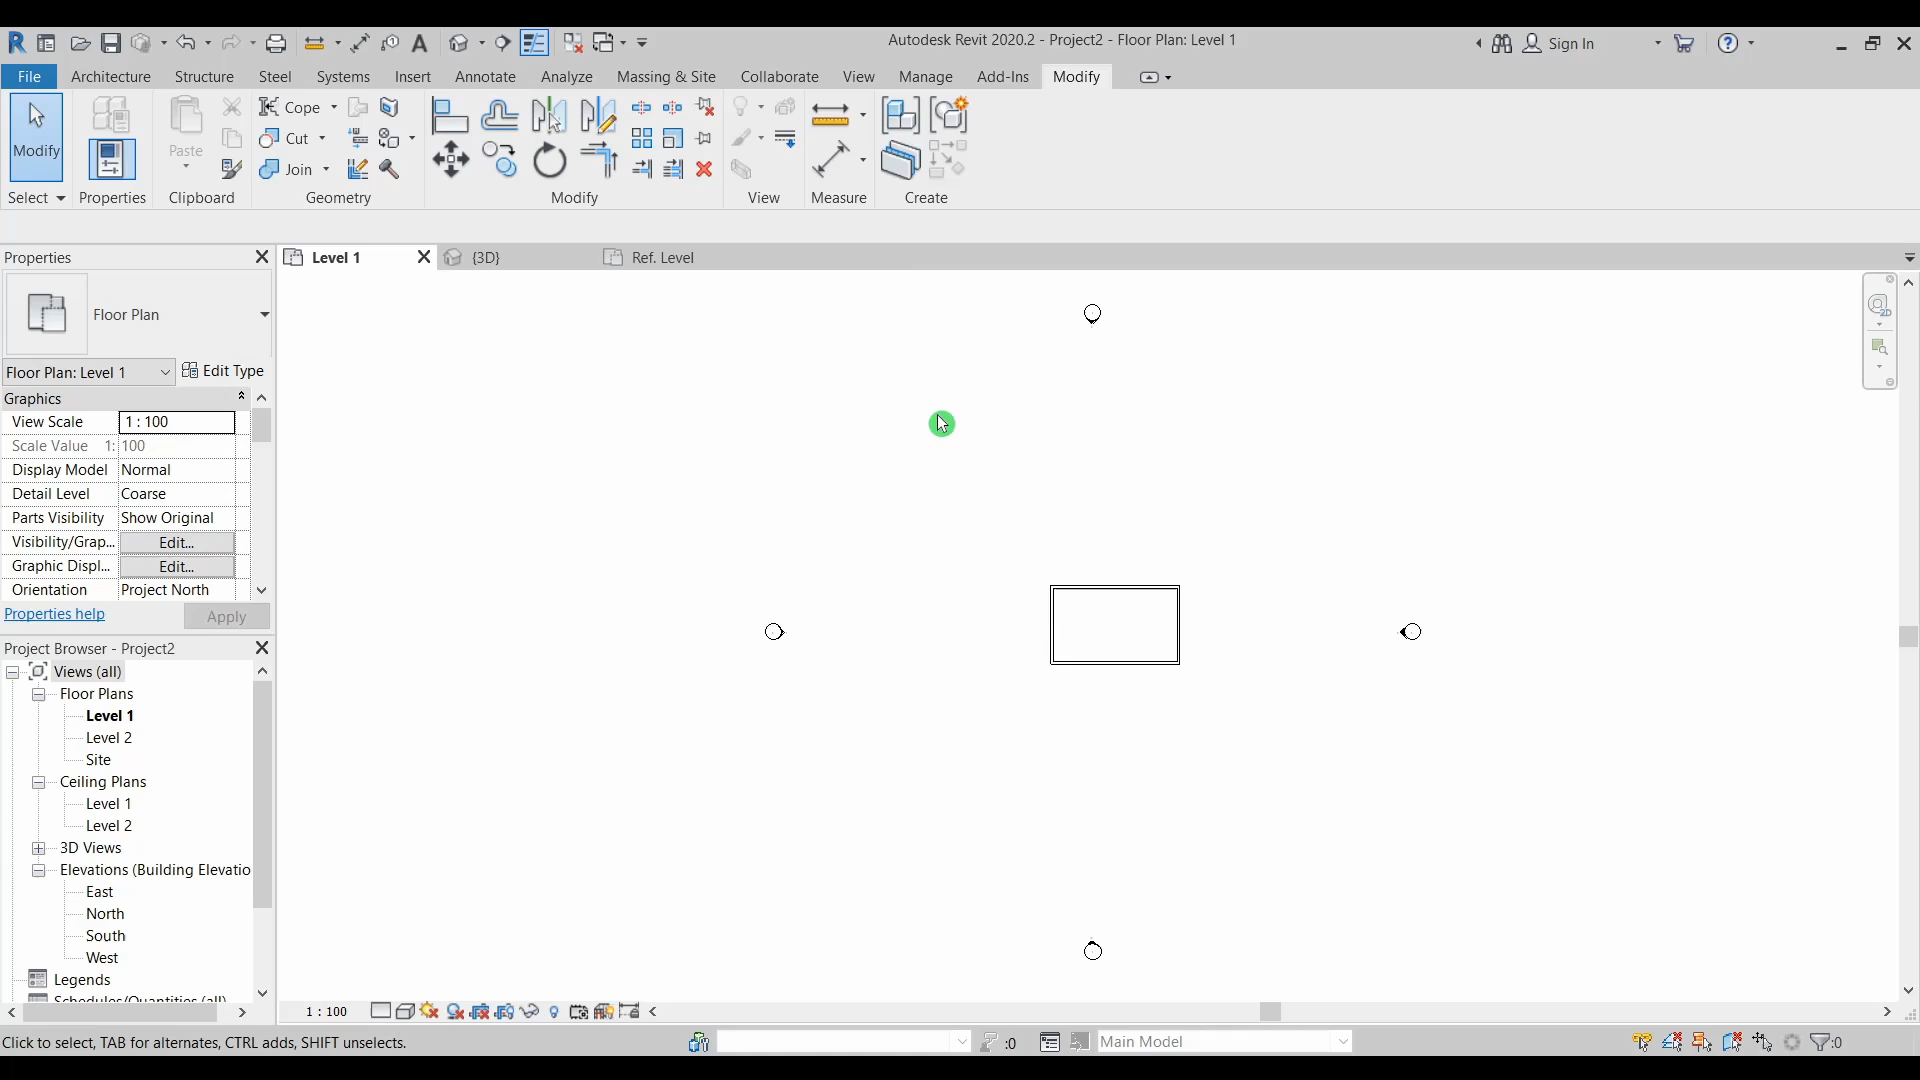 Autodesk Revit 2020.2 - Project2 - Floor Plan: Level 1
Sign In
File Architecture Structure Steel Systems Insert Annotate Analyze Massing & Site Collaborate View Manage Add-Ins Modify
Modify
Paste
Cope
Cut
Join
Select Properties Clipboard Geometry Modify View Measure Create
Properties
Level 1 {3D} Ref. Level
2D
Floor Plan
Floor Plan: Level 1 Edit Type
Graphics
View Scale 1 : 100
Scale Value 1: 100
Display Model Normal
Detail Level Coarse
Parts Visibility Show Original
Visibility/Grap... Edit...
Graphic Displ... Edit...
Orientation Project North
Properties help Apply
Project Browser - Project2
Views (all)
Floor Plans
Level 1
Level 2
Site
Ceiling Plans
Level 1
Level 2
3D Views
Elevations (Building Elevatio
East
North
South
West
Legends
Schedules/Quantities (all)
1 : 100
Click to select, TAB for alternates, CTRL adds, SHIFT unselects. :0 Main Model :0